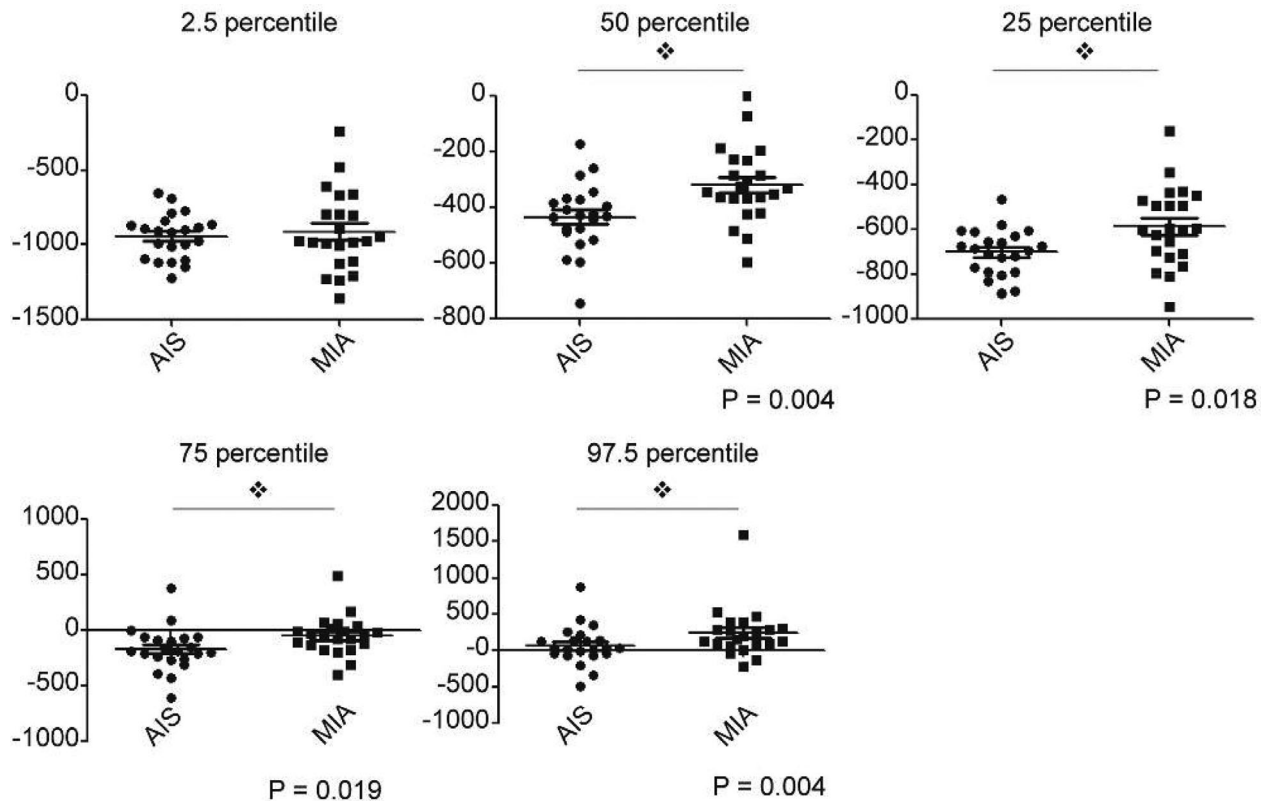 2.5 percentile
0
-500
-1000
-1500
AIS
MIA
50 percentile
❖
0
-200
-400
-600
-800
AIS
MIA
P = 0.004
25 percentile
❖
0
-200
-400
-600
-800
-1000
AIS
MIA
P = 0.018
75 percentile
❖
1000
500
0
-500
-1000
AIS
MIA
P = 0.019
97.5 percentile
❖
2000
1500
1000
500
-0
-500
-1000
AIS
MIA
P = 0.004